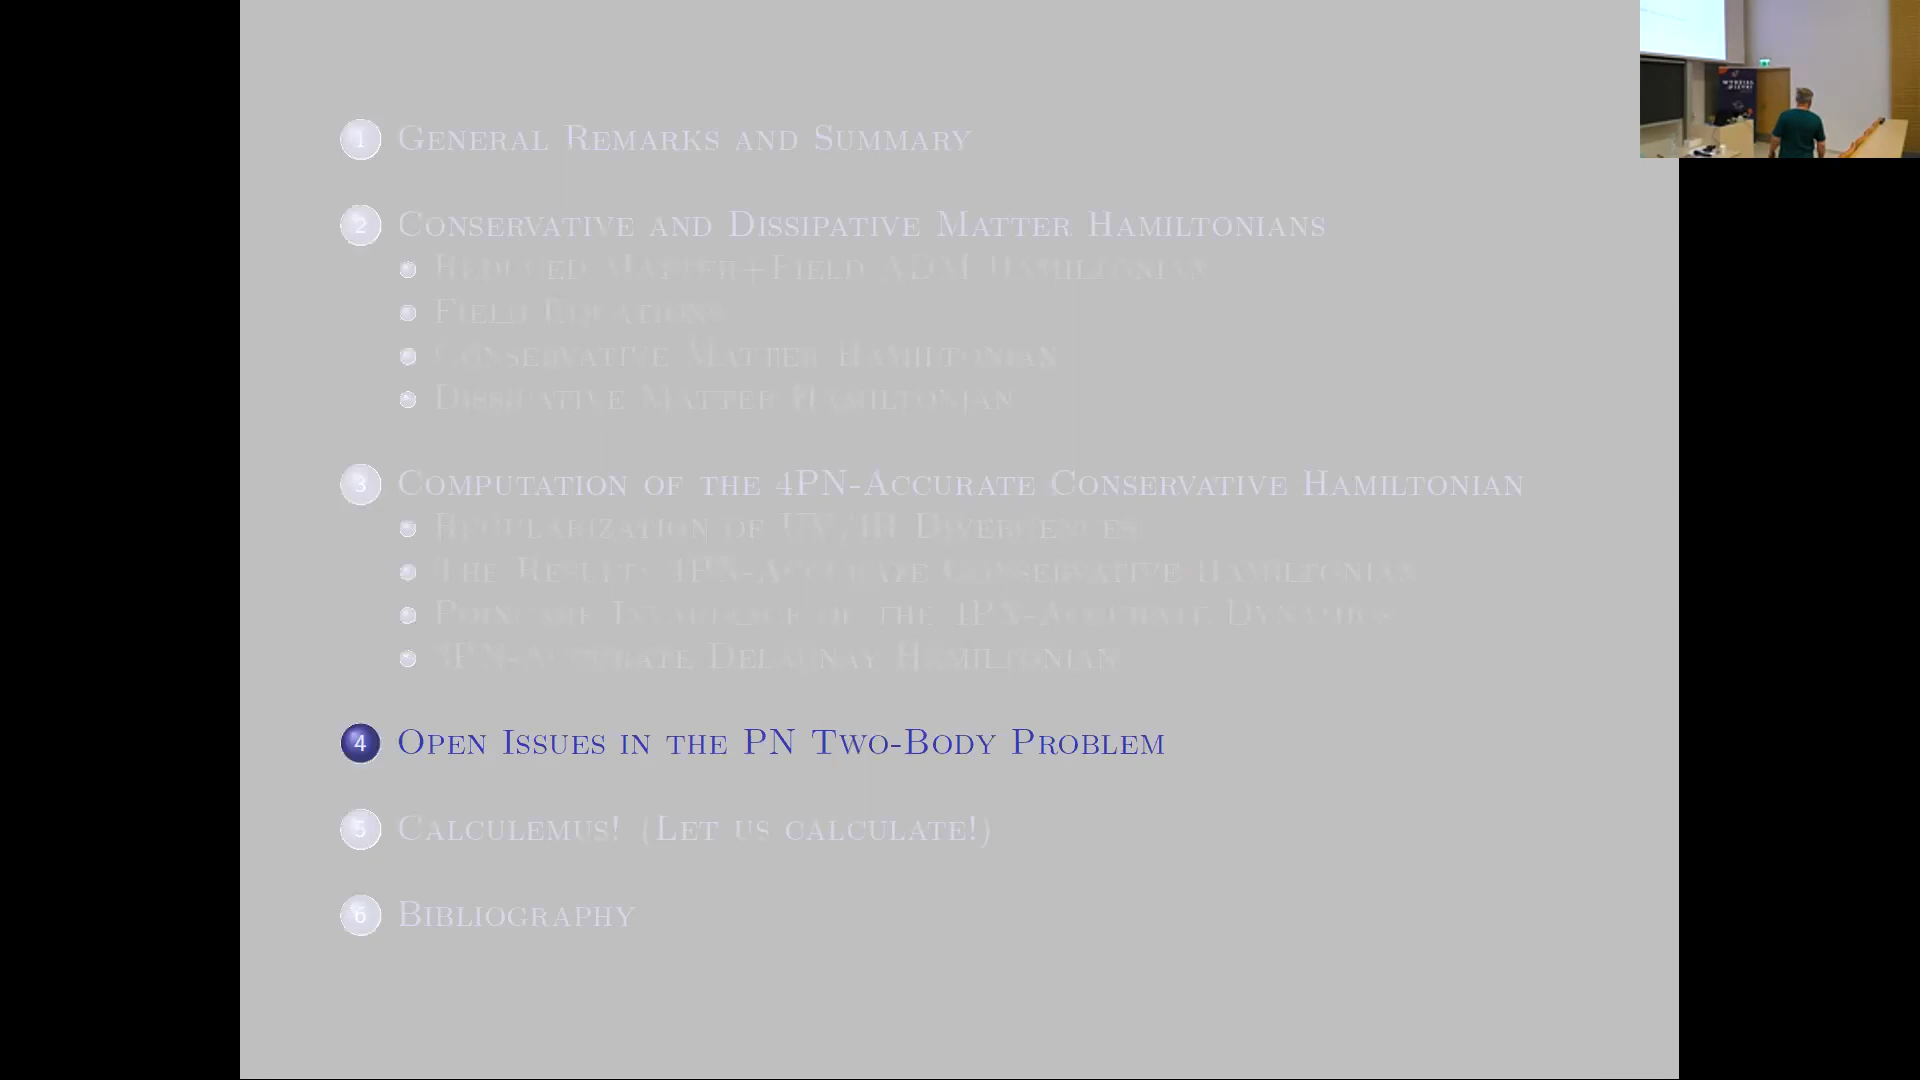 1 General Remarks and Summary
2 Conservative and Dissipative Matter Hamiltonians
Reduced Matter+Field ADM Hamiltonian
Field Equations
Conservative Matter Hamiltonian
Dissipative Matter Hamiltonian
3 Computation of the 4PN-Accurate Conservative Hamiltonian
Regularization of UV/IR Divergences
The Result: 4PN-Accurate Conservative Hamiltonian
Poincaré Invariance of the 4PN-Accurate Dynamics
4PN-Accurate Delaunay Hamiltonian
4 Open Issues in the PN Two-Body Problem
5 Calculemus! (Let us calculate!)
6 Bibliography